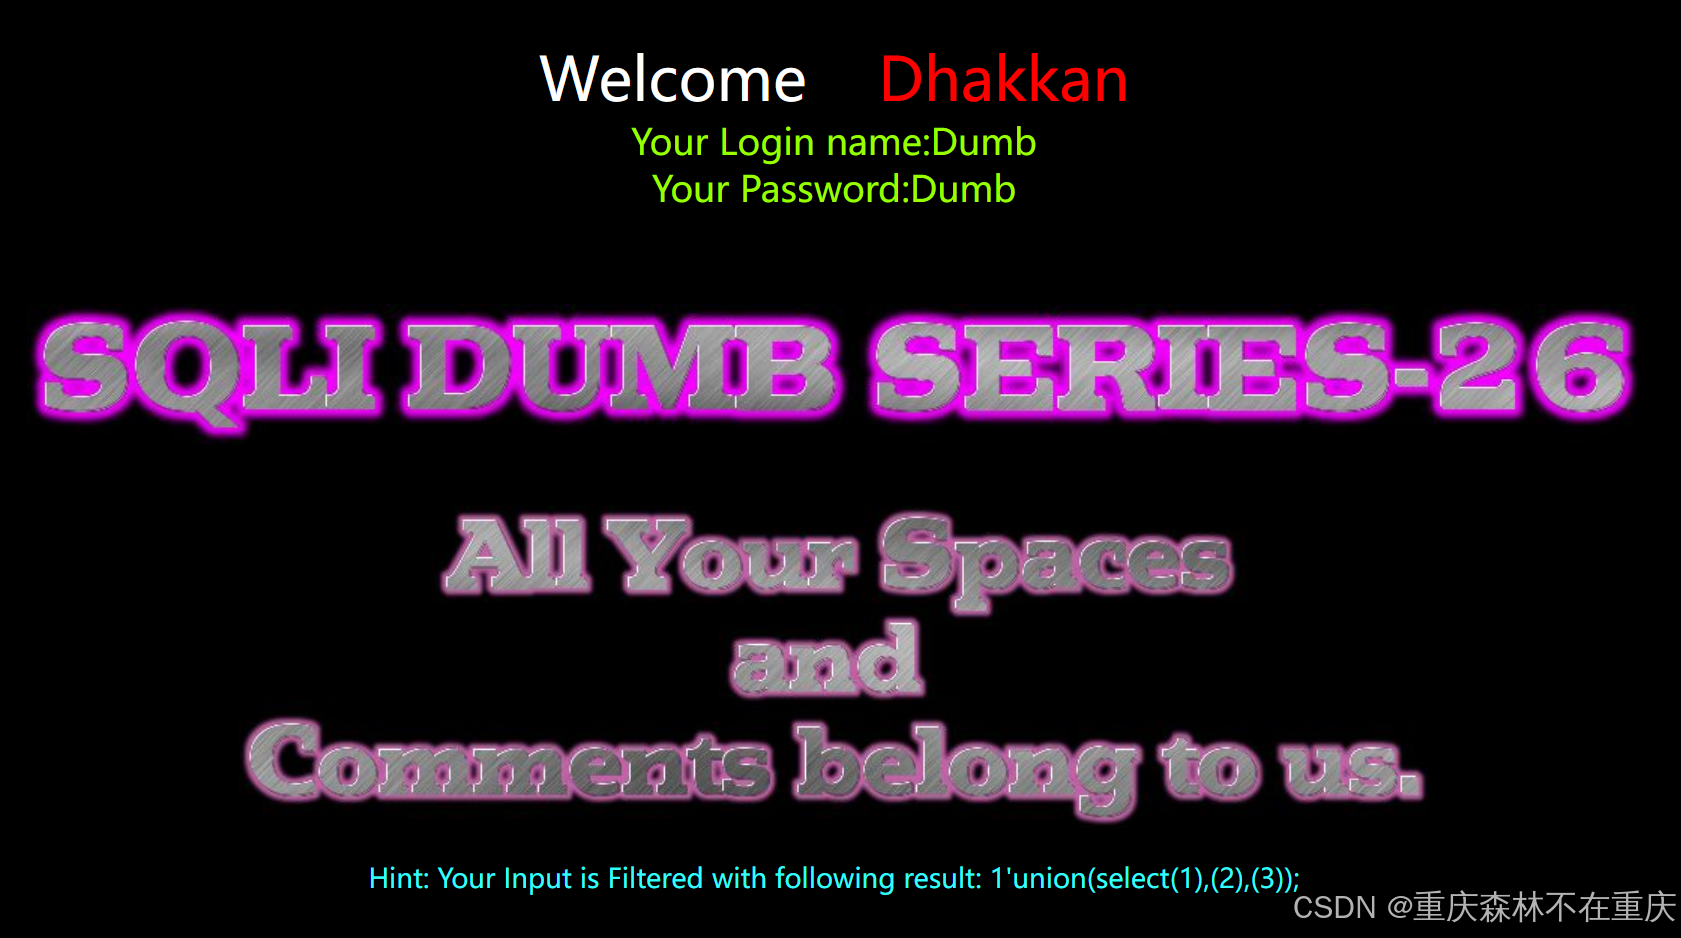 Welcome Dhakkan
Your Login name:Dumb
Your Password:Dumb
SQLI DUMB SERIES-26
All Your Spaces
and
Comments belong to us.
Hint: Your Input is Filtered with following result: 1'union(select(1),(2),(3));
CSDN @重庆森林不在重庆